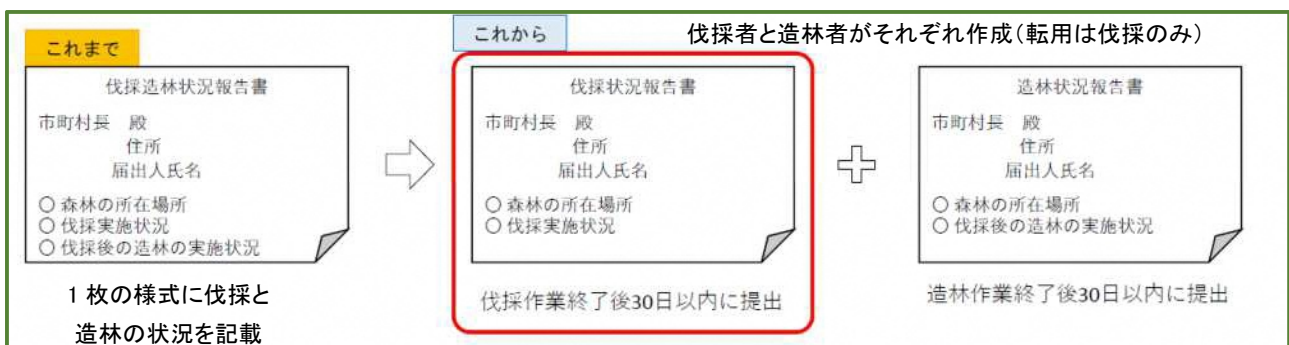 これまで
伐採造林状況報告書
市町村長　殿
住所
届出人氏名
○ 森林の所在場所
○ 伐採実施状況
○ 伐採後の造林の実施状況
1 枚の様式に伐採と
造林の状況を記載
これから
伐採者と造林者がそれぞれ作成(転用は伐採のみ)
伐採状況報告書
市町村長　殿
住所
届出人氏名
○ 森林の所在場所
○ 伐採実施状況
伐採作業終了後30日以内に提出
造林状況報告書
市町村長　殿
住所
届出人氏名
○ 森林の所在場所
○ 伐採後の造林の実施状況
造林作業終了後30日以内に提出